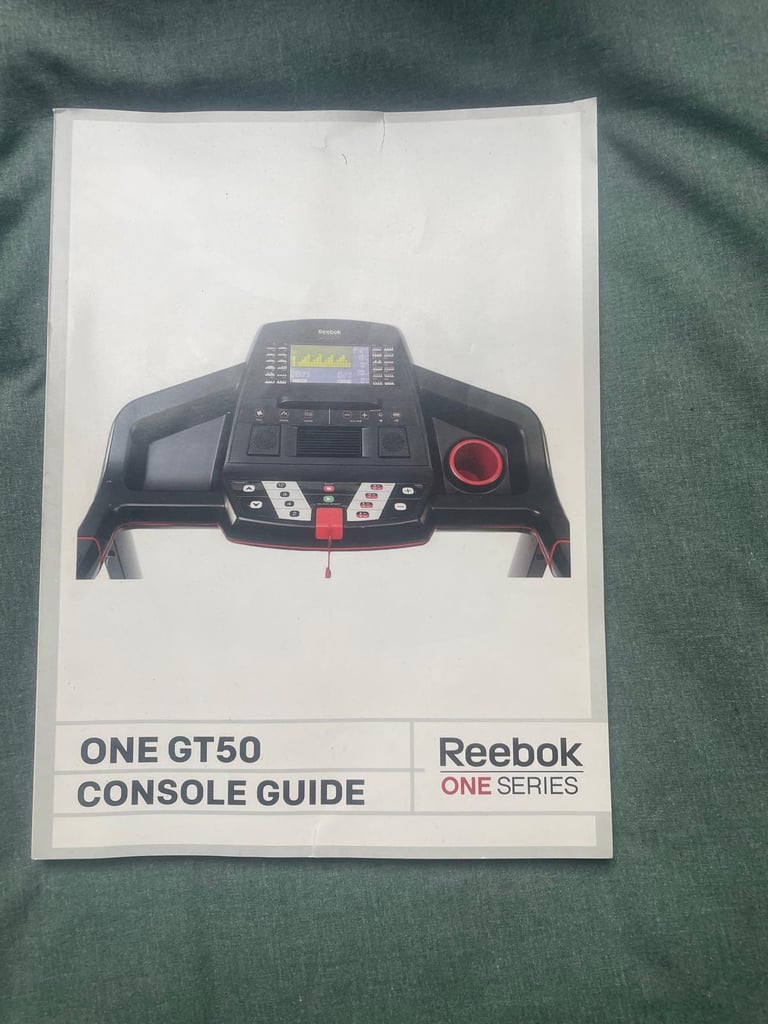 Reebok
ONE GT50
CONSOLE GUIDE
Reebok
ONE SERIES